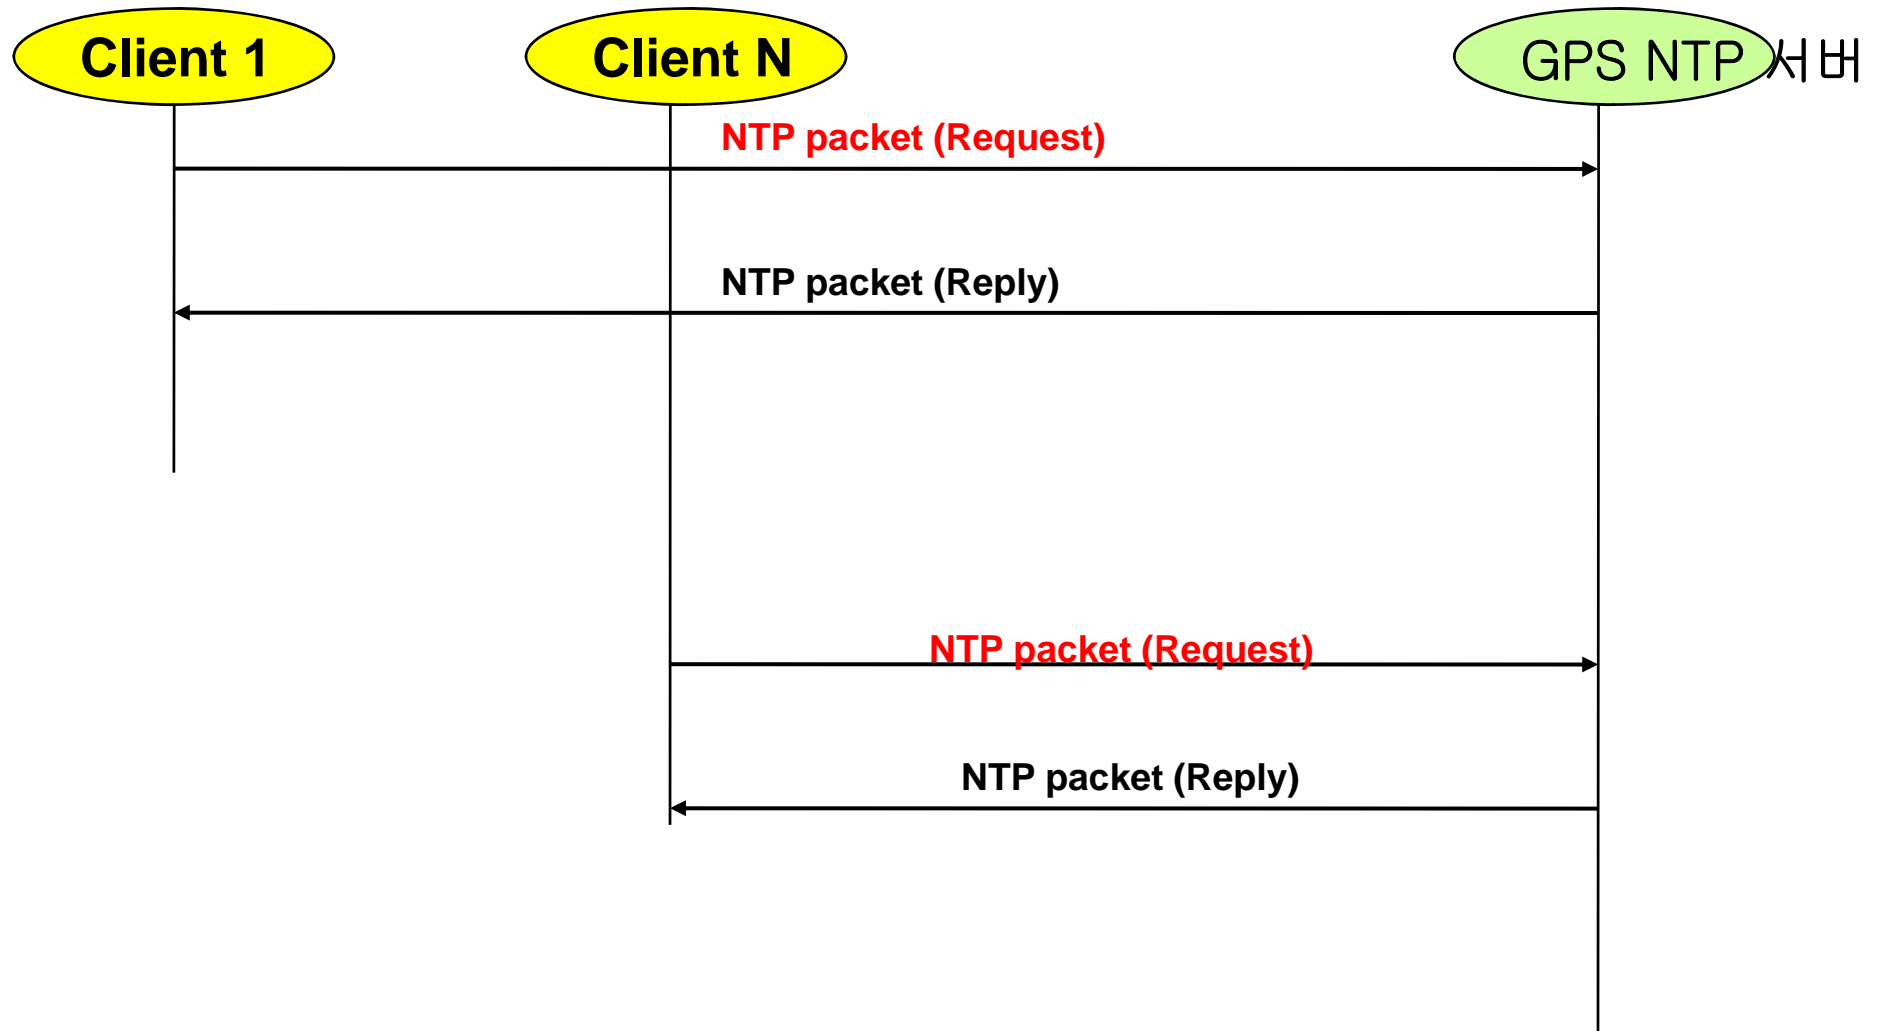 Client 1
Client N
GPS NTP 서버
NTP packet (Request)
NTP packet (Reply)
NTP packet (Request)
NTP packet (Reply)